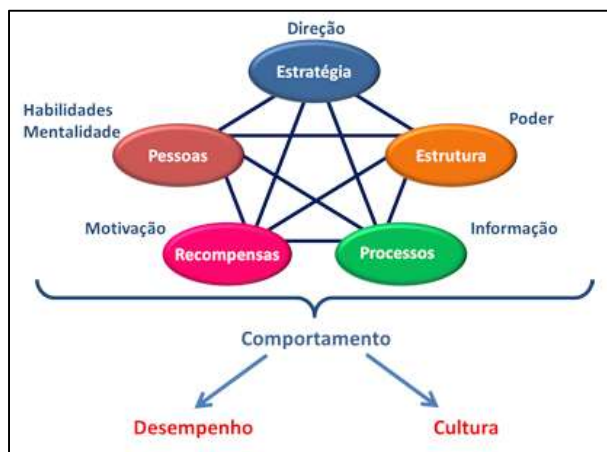 Direção
Estratégia
Habilidades
Mentalidade
Poder
Pessoas
Estrutura
Motivação
Informação
Recompensas
Processos
Comportamento
Desempenho
Cultura